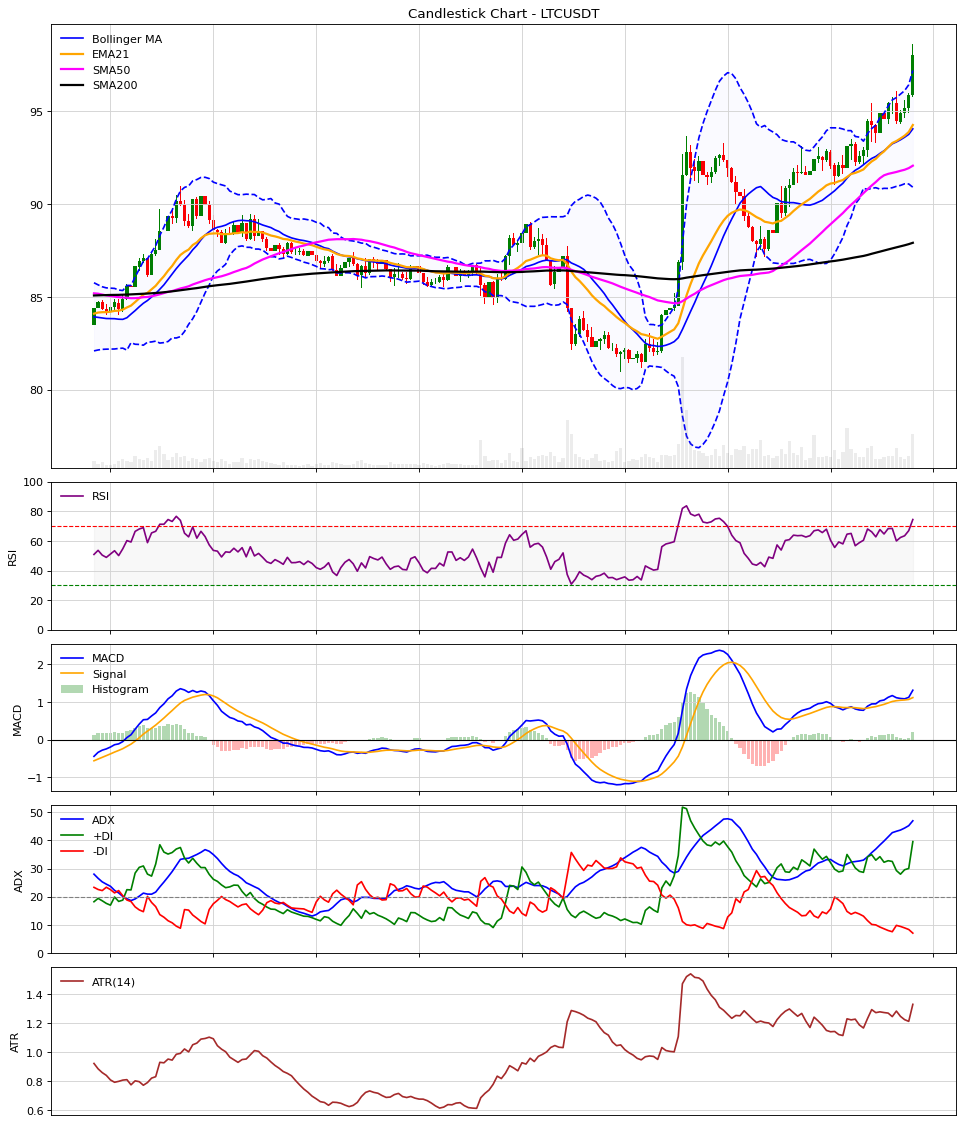 Candlestick Chart - LTCUSDT
Bollinger MA
EMA21
SMA50
SMA200
95
90
85
80
RSI
100
80
60
40
20
0
RSI
MACD
Signal
Histogram
2
1
0
−1
MACD
ADX
+DI
-DI
50
40
30
20
10
0
ADX
ATR(14)
1.4
1.2
1.0
0.8
0.6
ATR